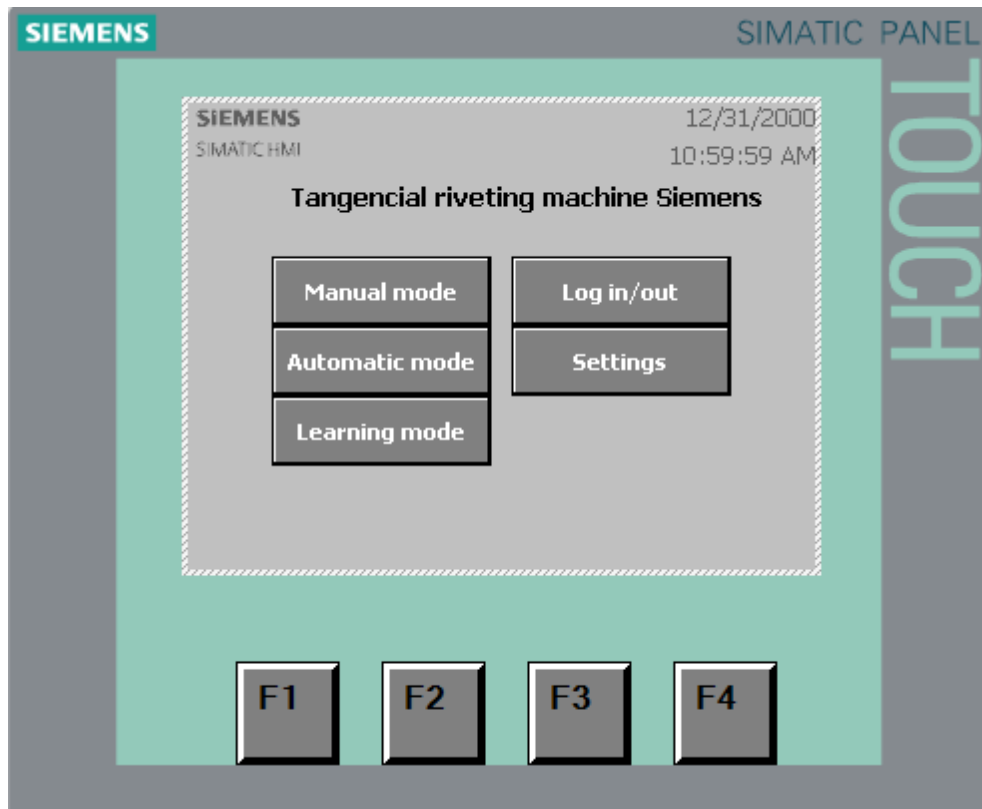 SIEMENS
SIMATIC PANEL
TOUCH
SIEMENS
12/31/2000
SIMATIC HMI
10:59:59 AM
Tangencial riveting machine Siemens
Manual mode
Log in/out
Automatic mode
Settings
Learning mode
F1
F2
F3
F4